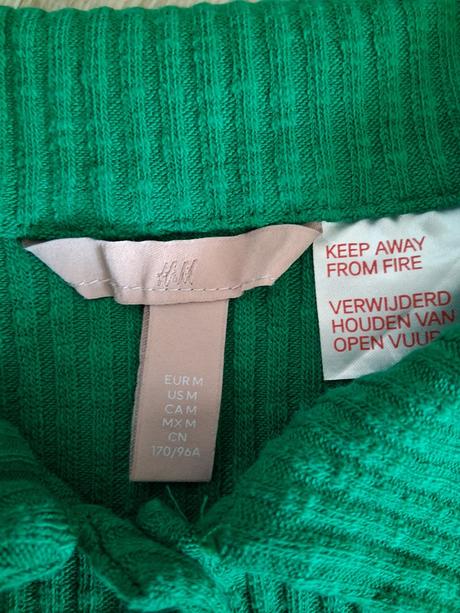 H&M
EUR M
US M
CA M
MX M
CN
170/96A
KEEP AWAY
FROM FIRE
VERWIJDERD
HOUDEN VAN
OPEN VUUR